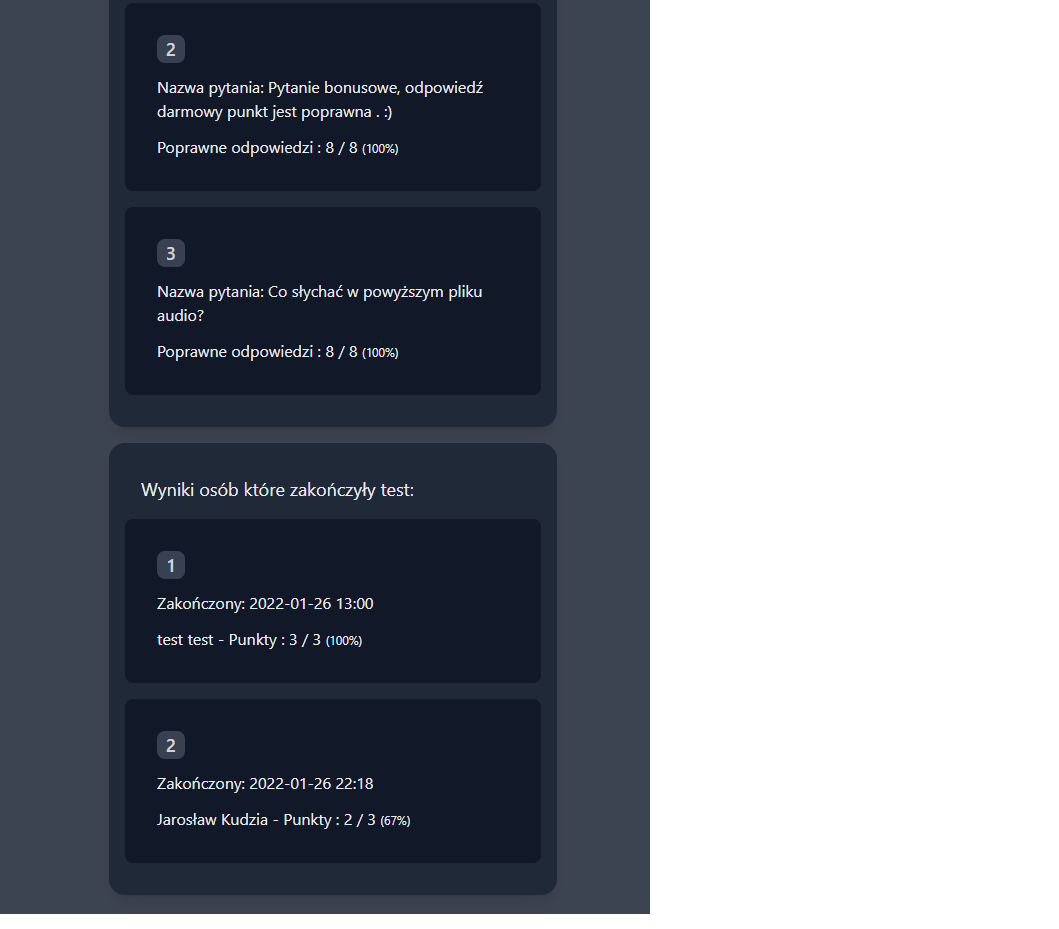 2
Nazwa pytania: Pytanie bonusowe, odpowiedź
darmowy punkt jest poprawna . :)
Poprawne odpowiedzi : 8 / 8 (100%)
3
Nazwa pytania: Co słychać w powyższym pliku
audio?
Poprawne odpowiedzi : 8 / 8 (100%)
Wyniki osób które zakończyły test:
1
Zakończony: 2022-01-26 13:00
test test - Punkty : 3 / 3 (100%)
2
Zakończony: 2022-01-26 22:18
Jarosław Kudzia - Punkty : 2 / 3 (67%)